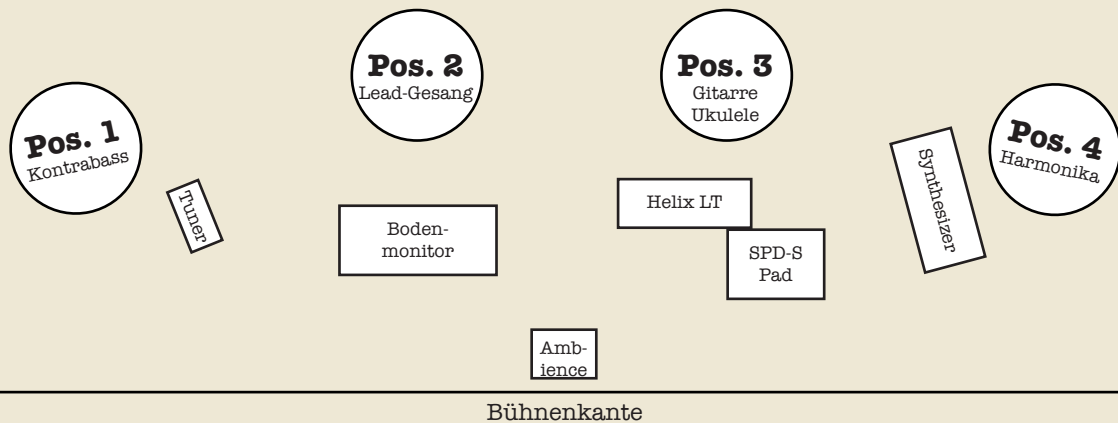 Pos. 1
Kontrabass
Pos. 2
Lead-Gesang
Pos. 3
Gitarre
Ukulele
Pos. 4
Harmonika
Tuner
Boden-
monitor
Helix LT
SPD-S
Pad
Synthesizer
Amb-
ience
Bühnenkante